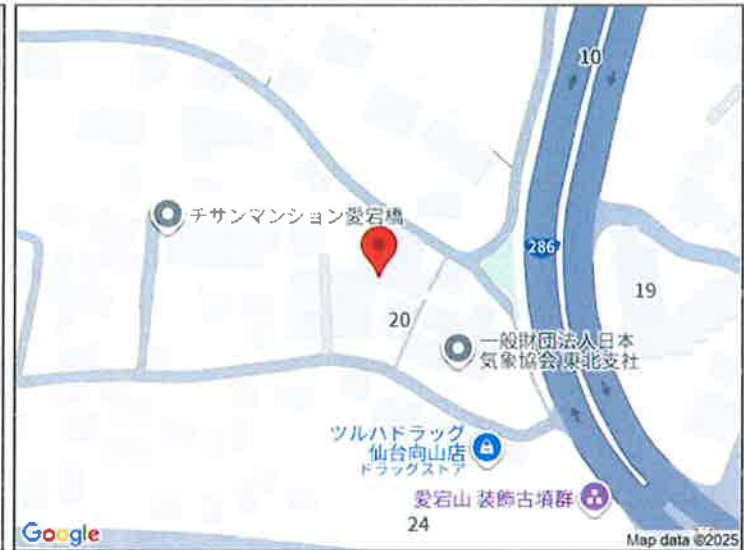 10
チサンマンション愛宕橋
286
19
20
一般財団法人日本
気象協会 東北支社
ツルハドラッグ
仙台向山店
ドラッグストア
愛宕山 装飾古墳群
24
Google
Map data ©2025